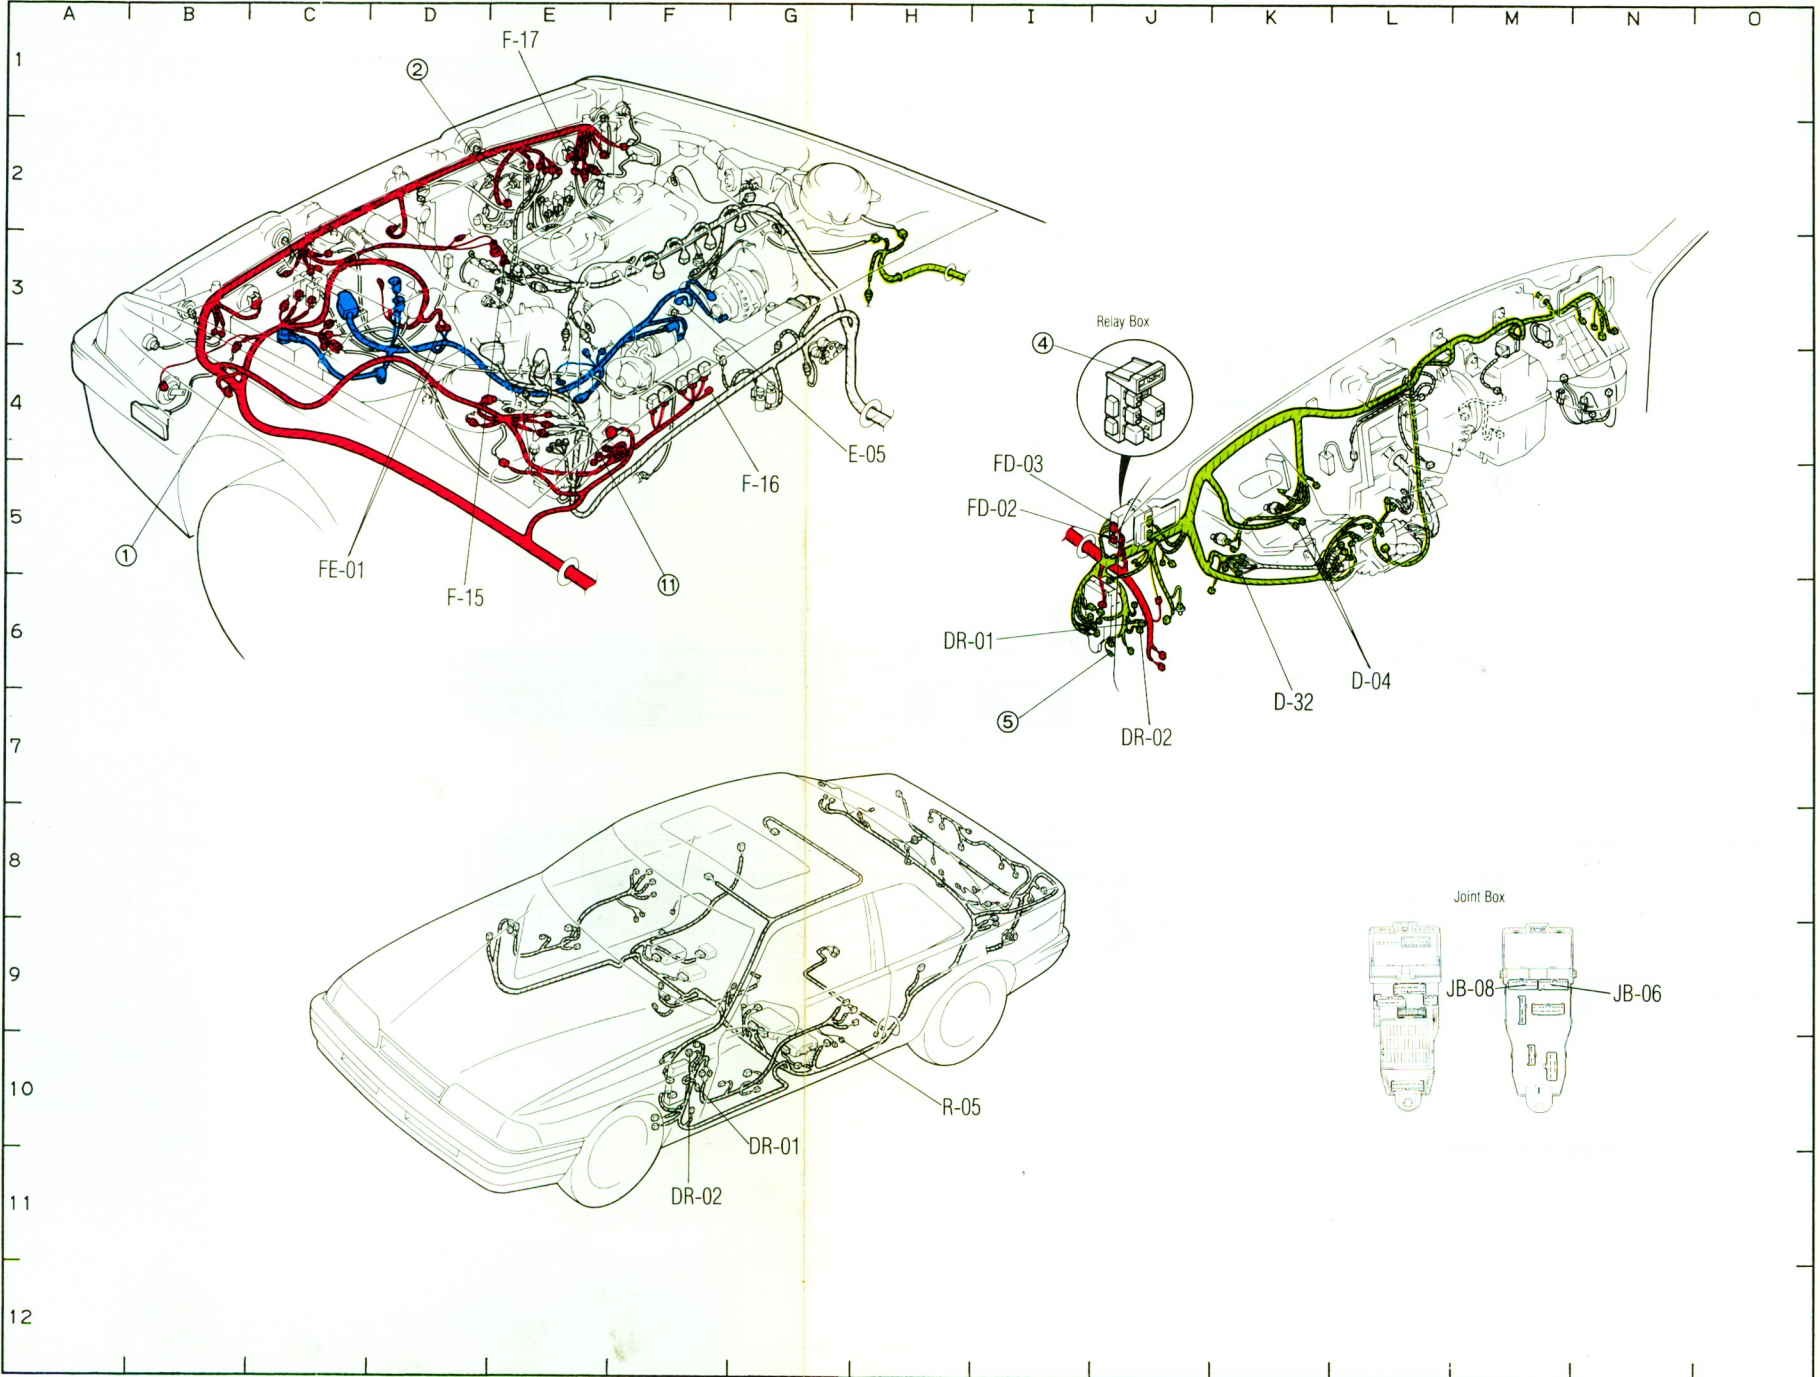 A B C D E F G H I J K L M N O
1
2
3
4
5
6
7
8
9
10
11
12
F-17
②
①
FE-01
F-15
⑪
F-16
E-05
Relay Box
④
FD-03
FD-02
DR-01
⑤
DR-02
D-32
D-04
R-05
DR-01
DR-02
Joint Box
JB-08
JB-06